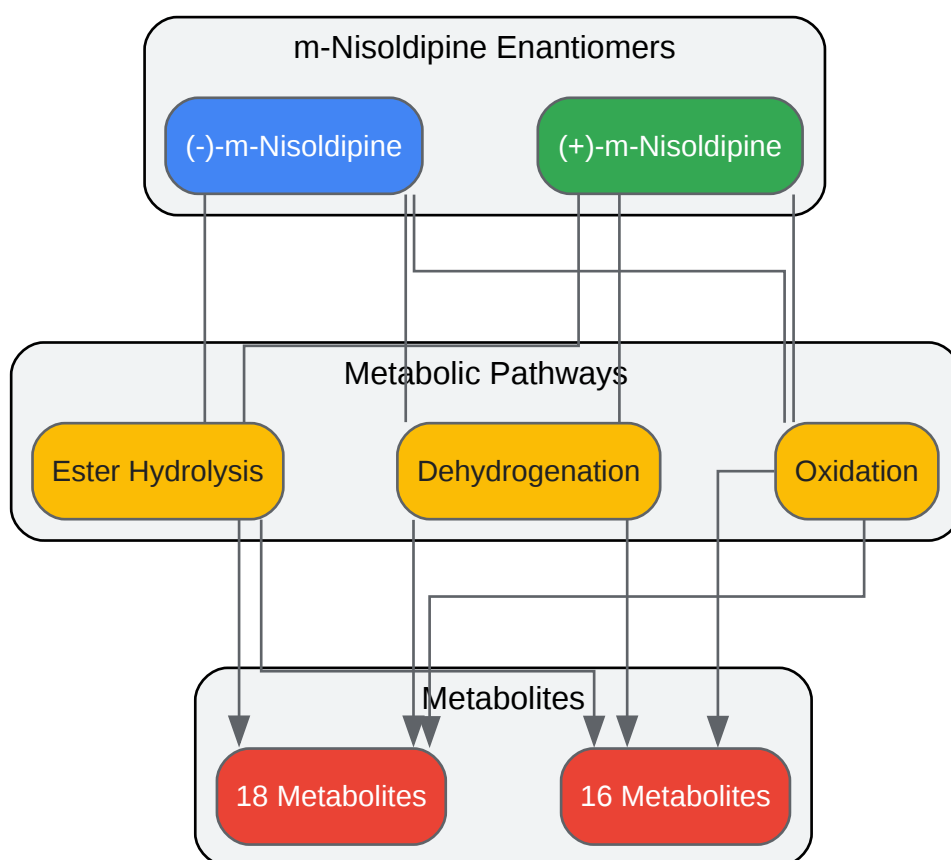 m-Nisoldipine Enantiomers
(-)-m-Nisoldipine
(+)-m-Nisoldipine
Metabolic Pathways
Ester Hydrolysis
Dehydrogenation
Oxidation
Metabolites
18 Metabolites
16 Metabolites